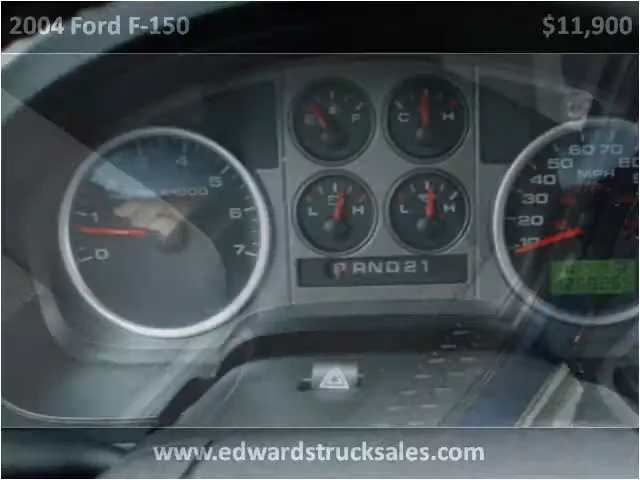 2004 Ford F-150 $11,900
E F C H
4
5
6
7
1
0
60 70
50
40
30
20
10
MPH
L H L H
PRND21
www.edwardstrucksales.com